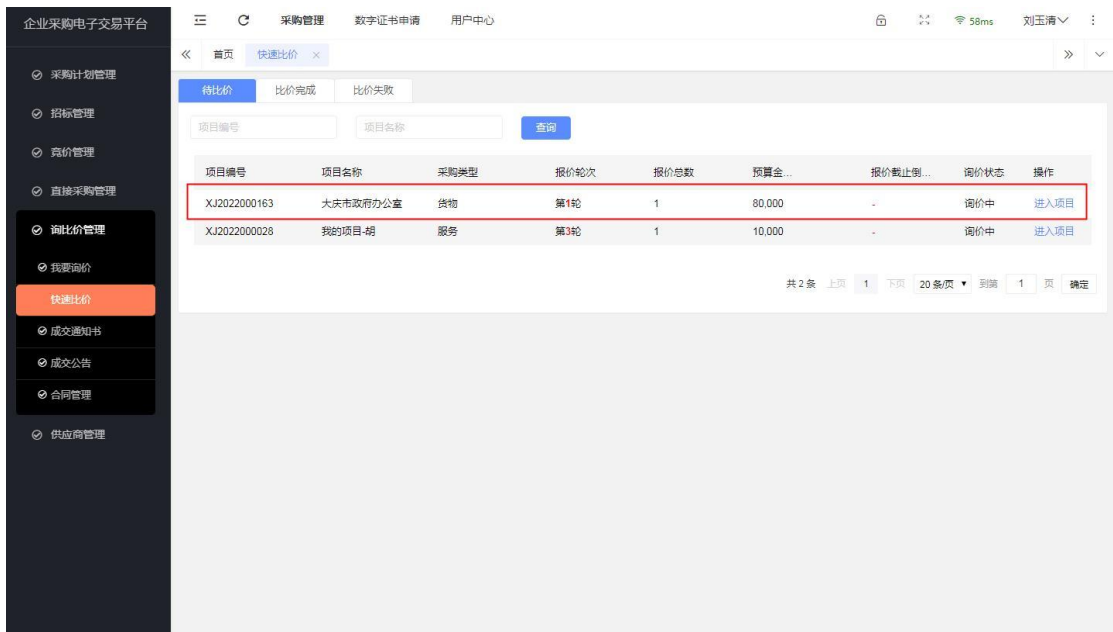 企业采购电子交易平台
采购管理 数字证书申请 用户中心 58ms 刘玉清
首页 快速比价 ×
采购计划管理
招标管理
竞价管理
直接采购管理
询比价管理
我要询价
快速比价
成交通知书
成交公告
合同管理
供应商管理
待比价 比价完成 比价失败
项目编号 项目名称 查询
项目编号 项目名称 采购类型 报价轮次 报价总数 预算金... 报价截止倒... 询价状态 操作
XJ2022000163 大庆市政府办公室 货物 第1轮 1 80,000 - 询价中 进入项目
XJ2022000028 我的项目-胡 服务 第3轮 1 10,000 - 询价中 进入项目
共 2 条 上页 1 下页 20 条/页 到第 1 页 确定